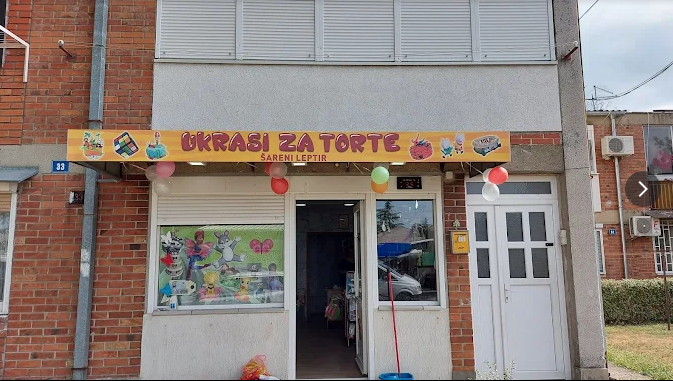 UKRASI ZA TORTE
ŠARENI LEPTIR
33